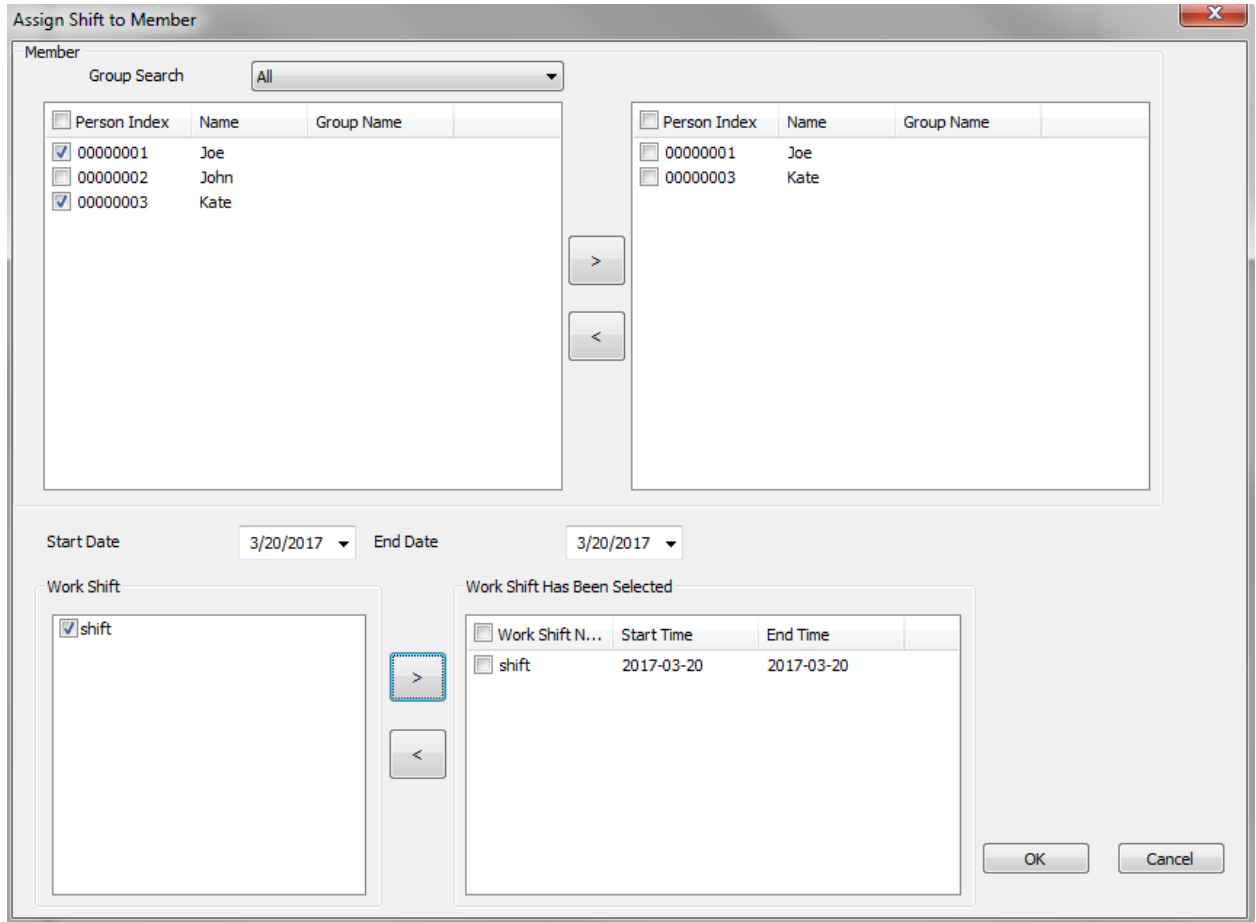 Assign Shift to Member
X
Member
Group Search All
Person Index Name Group Name
00000001 Joe
00000002 John
00000003 Kate
>
<
Person Index Name Group Name
00000001 Joe
00000003 Kate
Start Date 3/20/2017 End Date 3/20/2017
Work Shift
shift
>
<
Work Shift Has Been Selected
Work Shift N... Start Time End Time
shift 2017-03-20 2017-03-20
OK Cancel